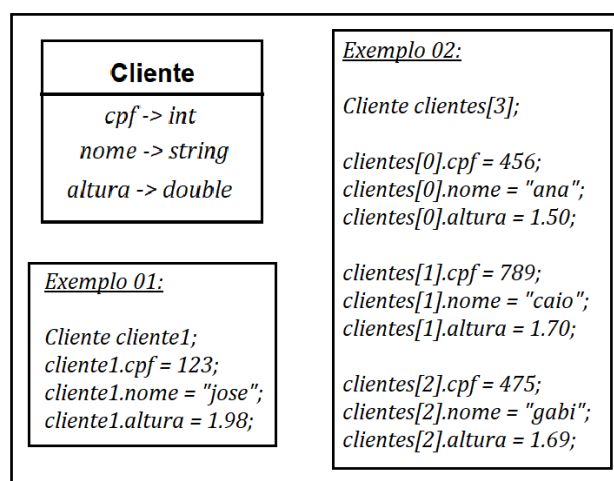 Cliente
cpf -> int
nome -> string
altura -> double
Exemplo 01:
Cliente cliente1;
cliente1.cpf = 123;
cliente1.nome = "jose";
cliente1.altura = 1.98;
Exemplo 02:
Cliente clientes[3];
clientes[0].cpf = 456;
clientes[0].nome = "ana";
clientes[0].altura = 1.50;
clientes[1].cpf = 789;
clientes[1].nome = "caio";
clientes[1].altura = 1.70;
clientes[2].cpf = 475;
clientes[2].nome = "gabi";
clientes[2].altura = 1.69;